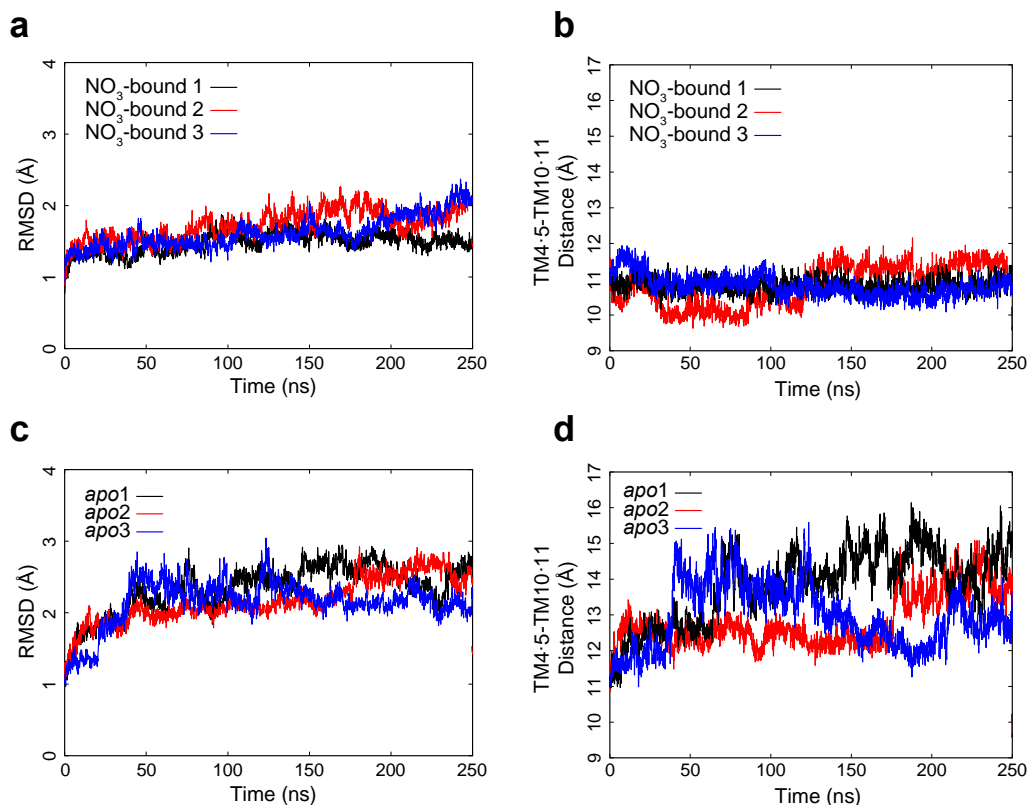 a
4
3
2
1
0
RMSD (Å)
NO3-bound 1
NO3-bound 2
NO3-bound 3
0 50 100 150 200 250
Time (ns)
b
17
16
15
14
13
12
11
10
9
TM4·5-TM10·11
Distance (Å)
NO3-bound 1
NO3-bound 2
NO3-bound 3
0 50 100 150 200 250
Time (ns)
c
4
3
2
1
0
RMSD (Å)
apo1
apo2
apo3
0 50 100 150 200 250
Time (ns)
d
17
16
15
14
13
12
11
10
9
TM4·5-TM10·11
Distance (Å)
apo1
apo2
apo3
0 50 100 150 200 250
Time (ns)